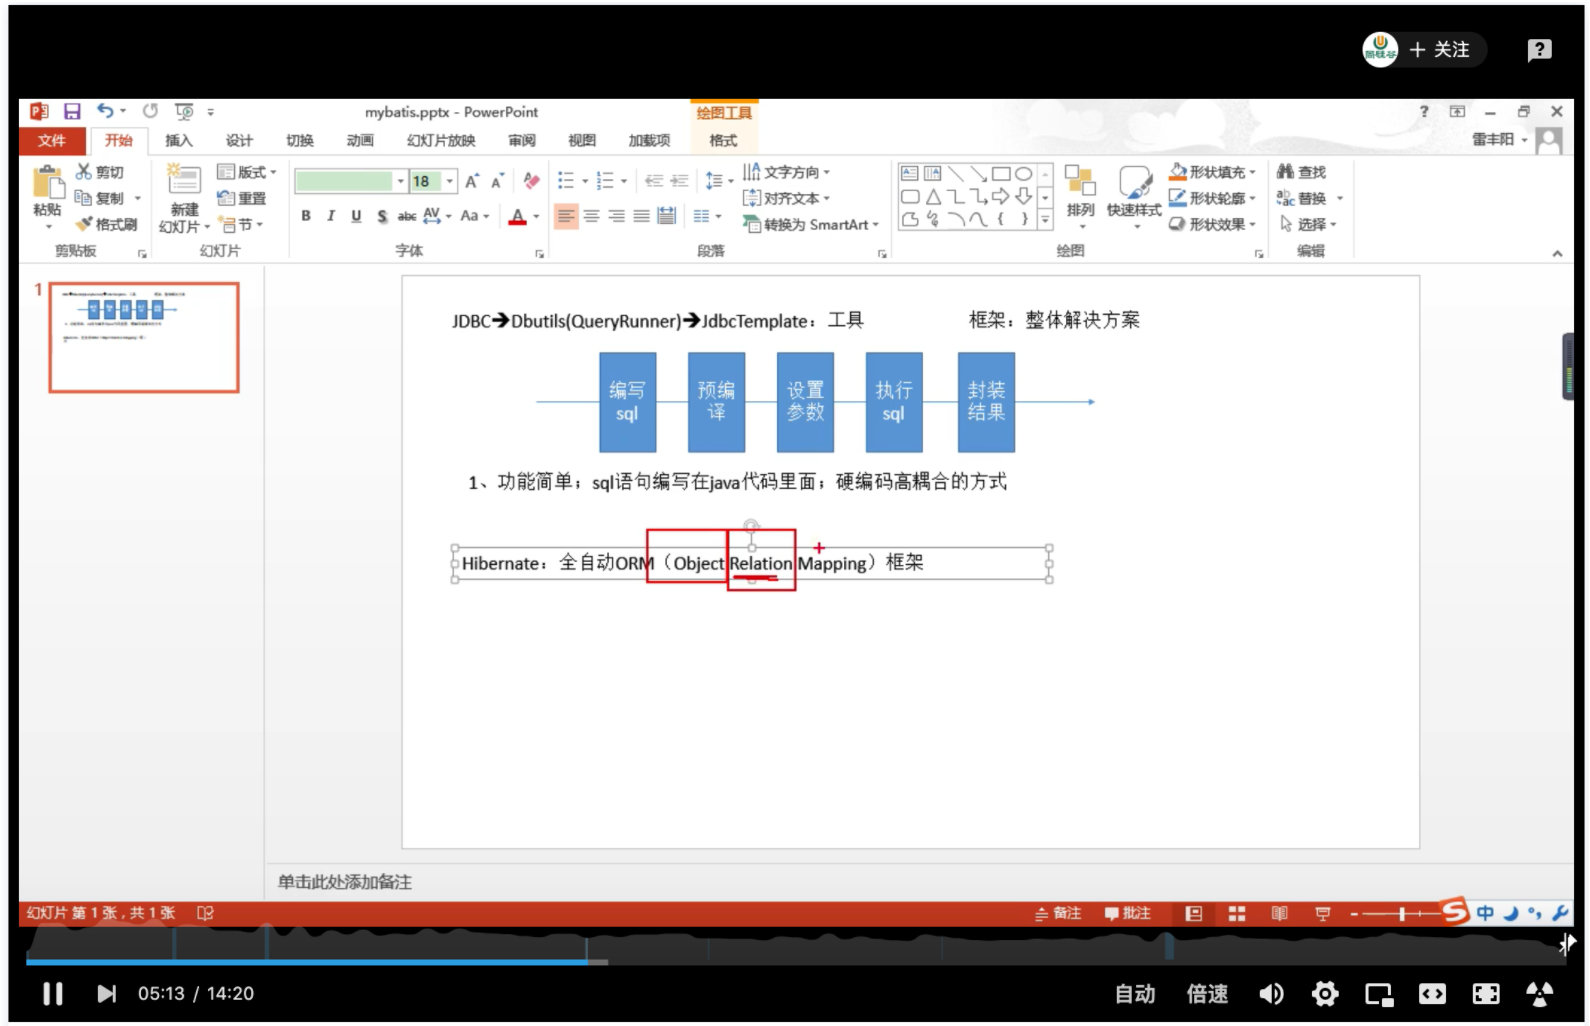 尚硅谷
关注
mybatis.pptx - PowerPoint
绘图工具
文件 开始 插入 设计 切换 动画 幻灯片放映 审阅 视图 加载项 格式
雷丰阳
粘贴
剪切
复制
格式刷
剪贴板
新建
幻灯片
版式
重置
节
幻灯片
18
B I U S abc AV Aa A
字体
文字方向
对齐文本
转换为 SmartArt
段落
排列
快速样式
形状填充
形状轮廓
形状效果
绘图
查找
替换
选择
编辑
1
JDBC➔Dbutils(QueryRunner)➔JdbcTemplate：工具
框架：整体解决方案
编写
sql
预编
译
设置
参数
执行
sql
封装
结果
1、功能简单；sql语句编写在java代码里面；硬编码高耦合的方式
Hibernate：全自动ORM（Object Relation Mapping）框架
单击此处添加备注
幻灯片 第 1 张，共 1 张
备注
批注
中
05:13 / 14:20
自动
倍速